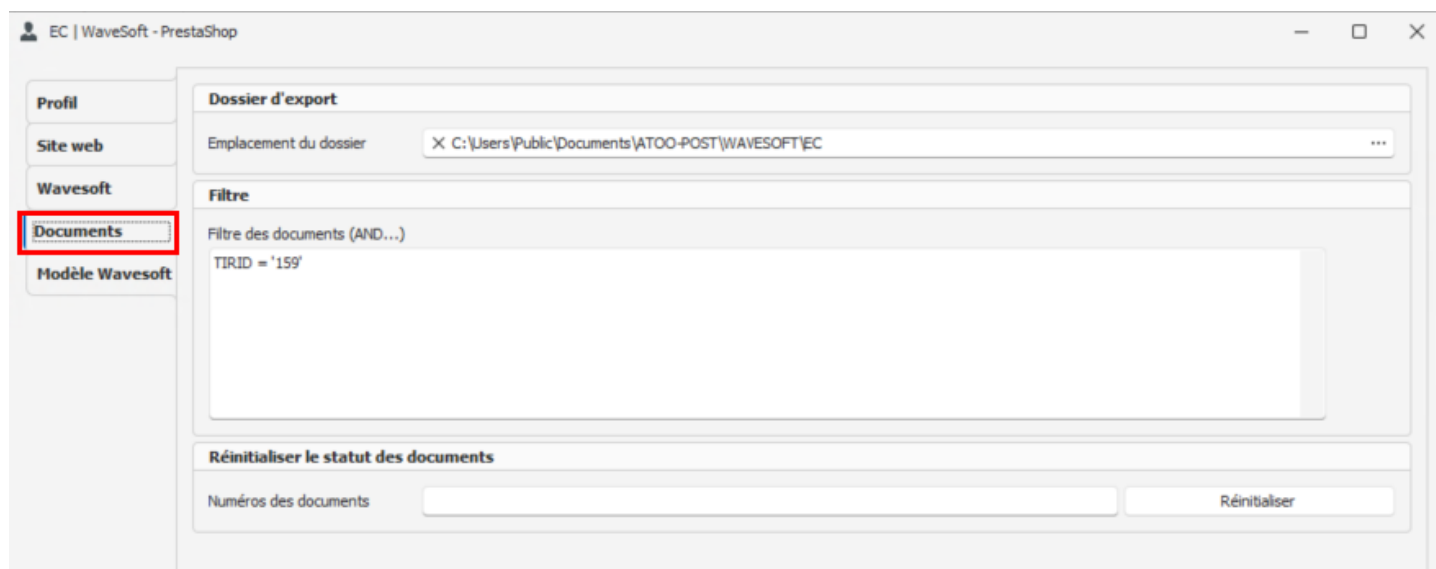 EC | WaveSoft - PrestaShop
Profil
Site web
Wavesoft
Documents
Modèle Wavesoft
Dossier d'export
Emplacement du dossier
C:\Users\Public\Documents\ATOO-POST\WAVESOFT\EC
...
Filtre
Filtre des documents (AND...)
TIRID = '159'
Réinitialiser le statut des documents
Numéros des documents
Réinitialiser